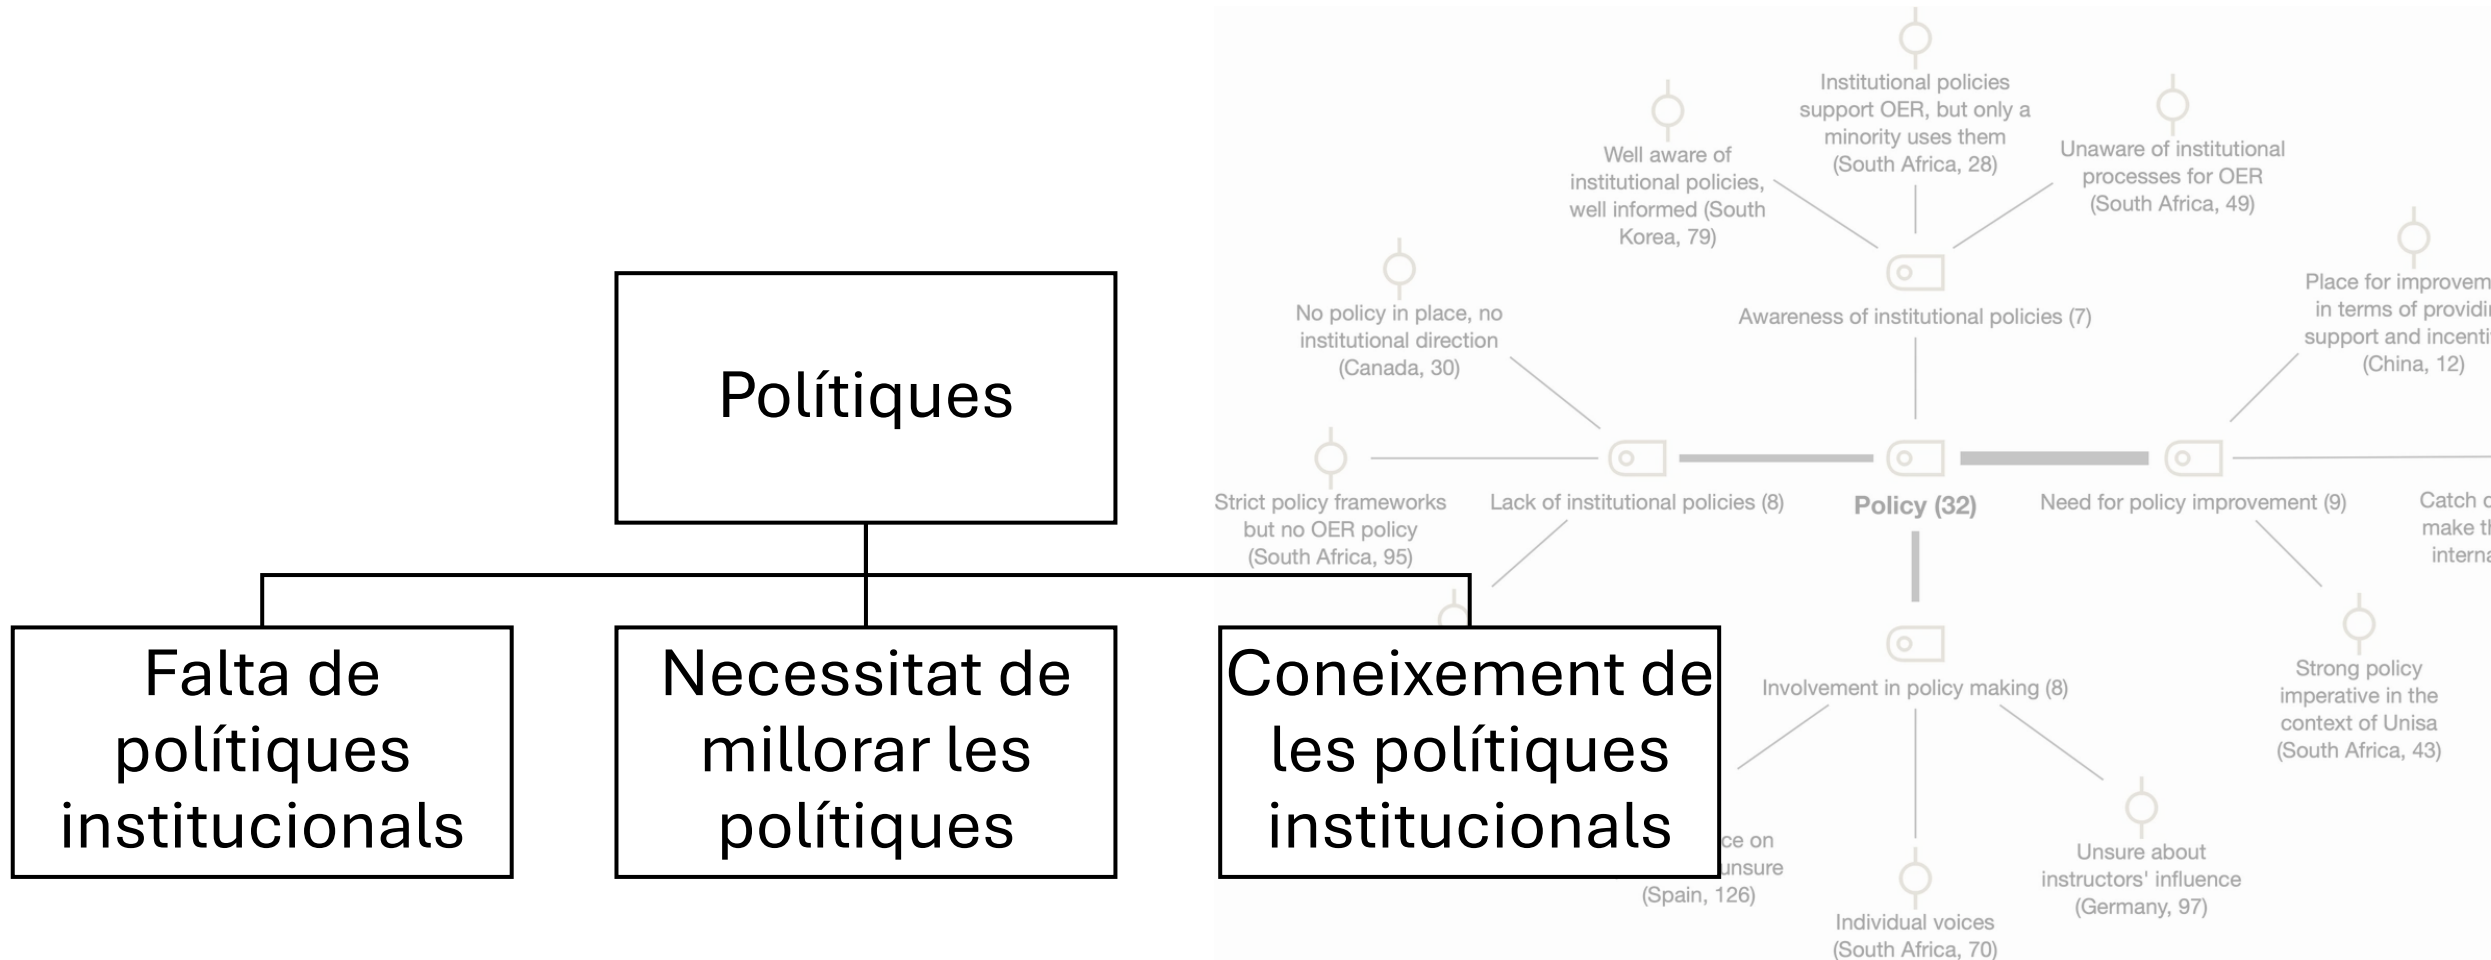 Polítiques
Falta de
polítiques
institucionals
Necessitat de
millorar les
polítiques
Coneixement de
les polítiques
institucionals
Institutional policies
support OER, but only a
minority uses them
(South Africa, 28)
Well aware of
institutional policies,
well informed (South
Korea, 79)
Unaware of institutional
processes for OER
(South Africa, 49)
No policy in place, no
institutional direction
(Canada, 30)
Awareness of institutional policies (7)
Place for
in terms of
support and
(China, 12)
Strict policy frameworks
but no OER policy
(South Africa, 95)
Lack of institutional policies (8)
Policy (32)
Need for policy improvement (9)
Catch
make
Involvement in policy making (8)
Strong policy
imperative in the
context of Unisa
(South Africa, 43)
on
unsure
(Spain, 126)
Individual voices
(South Africa, 70)
Unsure about
instructors' influence
(Germany, 97)